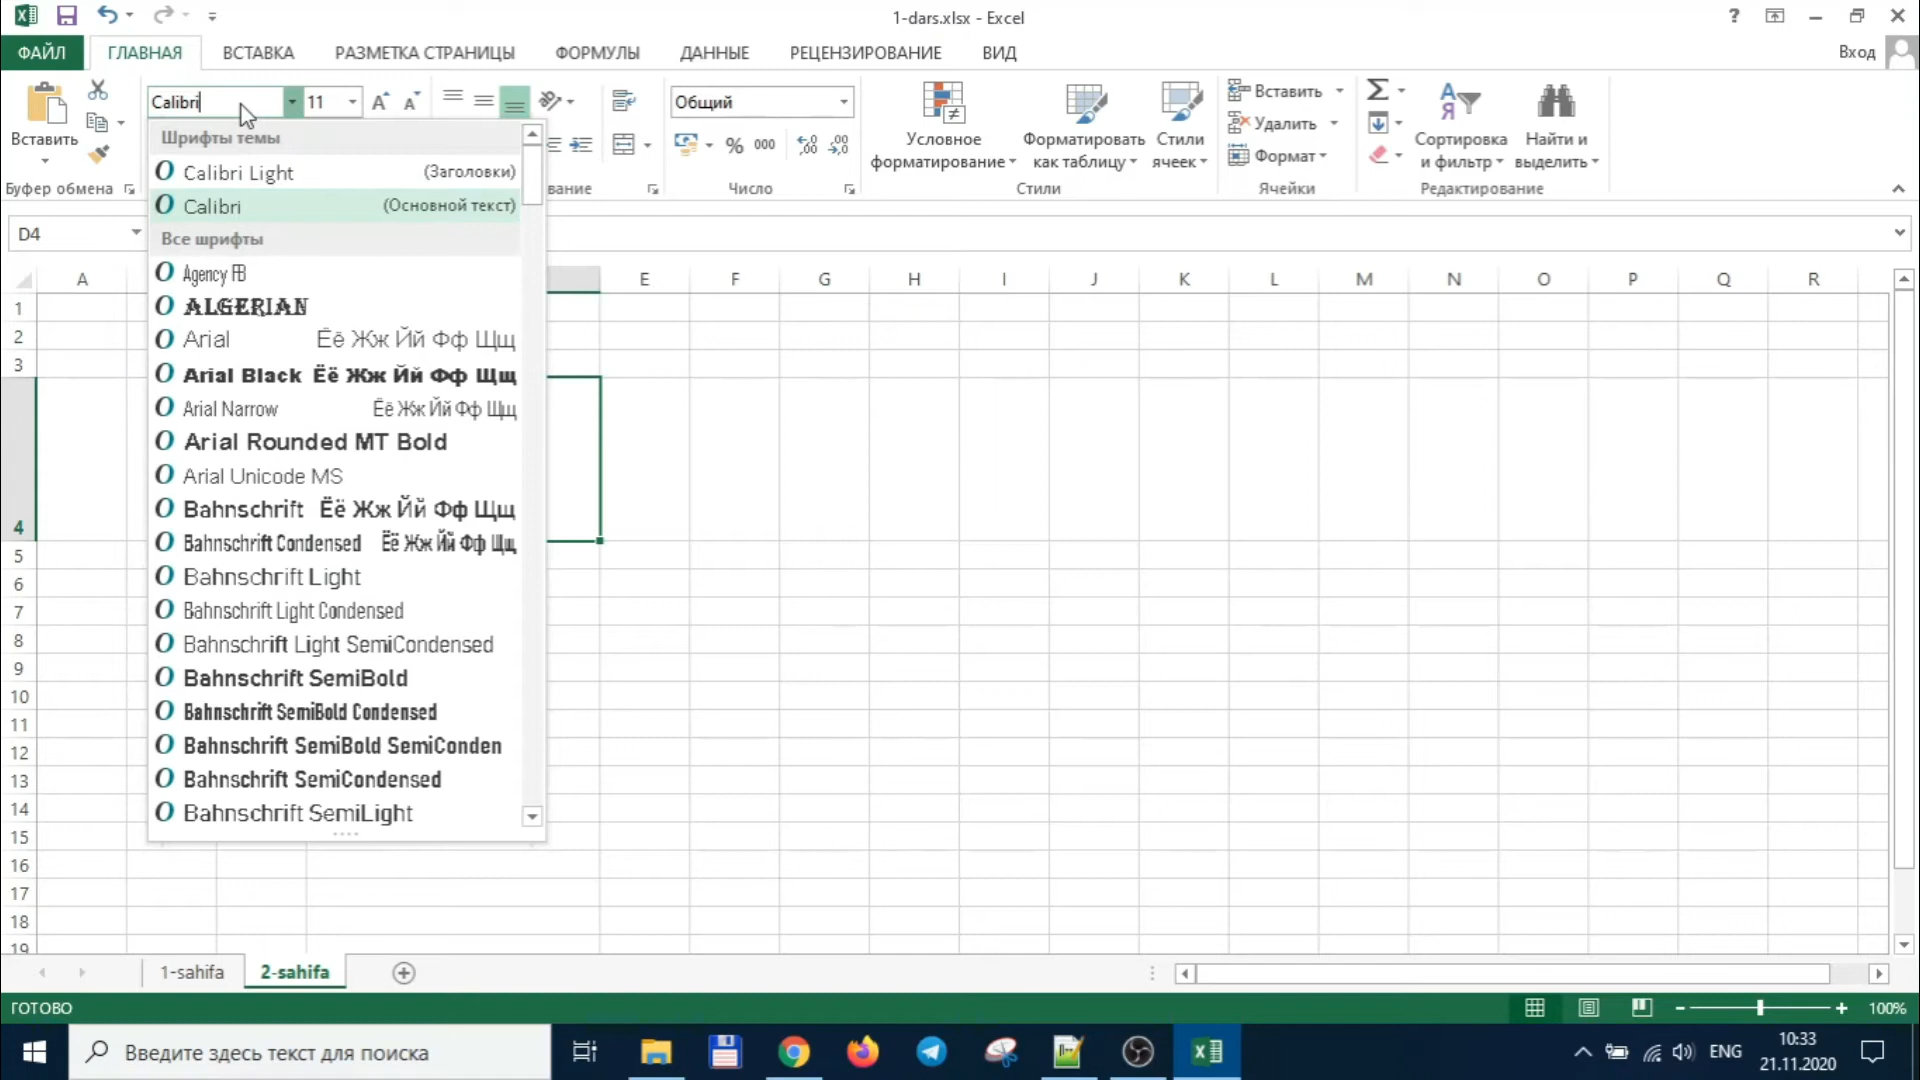 1-dars.xlsx - Excel
ФАЙЛ ГЛАВНАЯ ВСТАВКА РАЗМЕТКА СТРАНИЦЫ ФОРМУЛЫ ДАННЫЕ РЕЦЕНЗИРОВАНИЕ ВИД Вход
Calibri 11 Общий
Вставить
Буфер обмена
% 000
вание
Число
Условное форматирование
Форматировать как таблицу
Стили ячеек
Стили
Вставить
Удалить
Формат
Ячейки
Сортировка и фильтр
Найти и выделить
Редактирование
D4
Шрифты темы
Calibri Light (Заголовки)
Calibri (Основной текст)
Все шрифты
Agency FB
ALGERIAN
Arial Ёё Жж Йй Фф Щщ
Arial Black Ёё Жж Йй Фф Щщ
Arial Narrow Ёё Жж Йй Фф Щщ
Arial Rounded MT Bold
Arial Unicode MS
Bahnschrift Ёё Жж Йй Фф Щщ
Bahnschrift Condensed Ёё Жж Йй Фф Щщ
Bahnschrift Light
Bahnschrift Light Condensed
Bahnschrift Light SemiCondensed
Bahnschrift SemiBold
Bahnschrift SemiBold Condensed
Bahnschrift SemiBold SemiConden
Bahnschrift SemiCondensed
Bahnschrift SemiLight
A E F G H I J K L M N O P Q R
1
2
3
4
5
6
7
8
9
10
11
12
13
14
15
16
17
18
19
1-sahifa 2-sahifa
ГОТОВО 100%
Введите здесь текст для поиска
ENG
10:33
21.11.2020